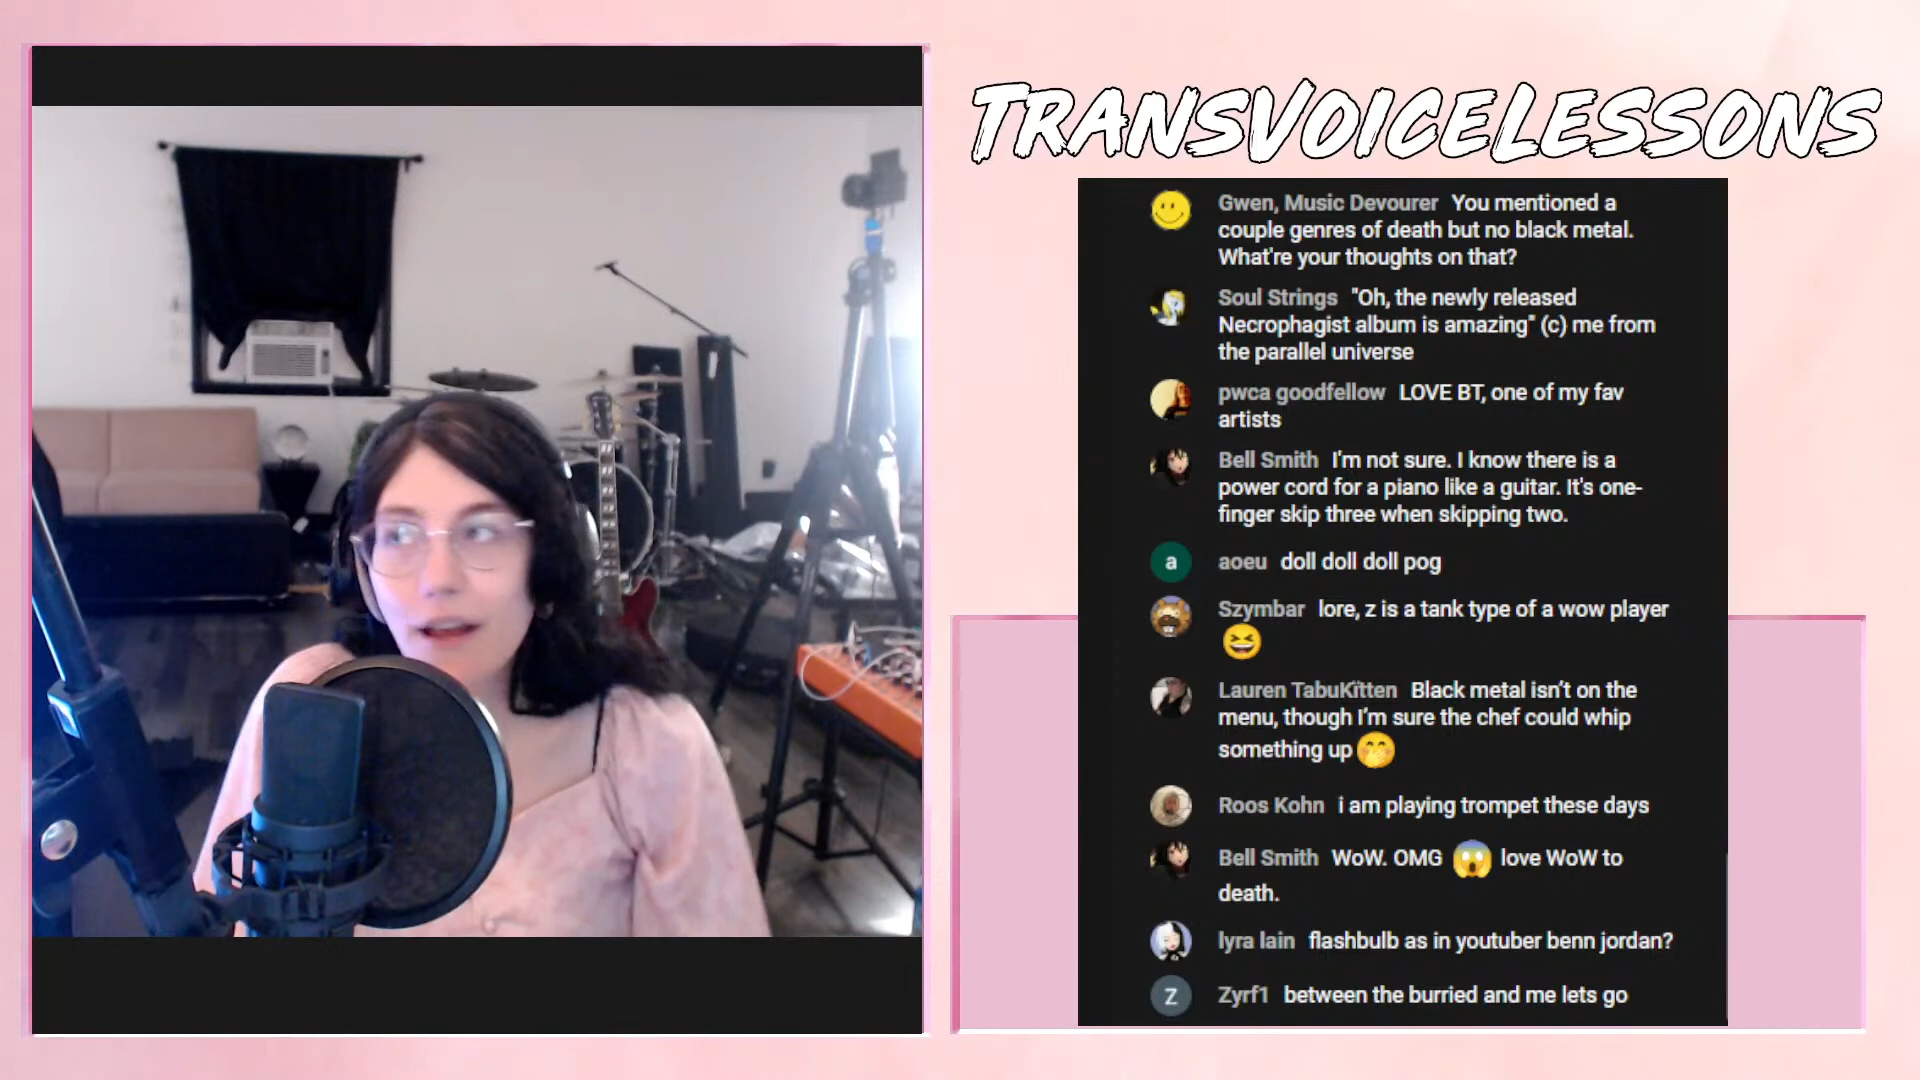 TRANSVOICELESSONS
Gwen, Music Devourer You mentioned a
couple genres of death but no black metal.
What're your thoughts on that?
Soul Strings "Oh, the newly released
Necrophagist album is amazing" (c) me from
the parallel universe
pwca goodfellow LOVE BT, one of my fav
artists
Bell Smith I'm not sure. I know there is a
power cord for a piano like a guitar. It's one-
finger skip three when skipping two.
a aoeu doll doll doll pog
Szymbar lore, z is a tank type of a wow player
😆
Lauren TabuKïtten Black metal isn’t on the
menu, though I’m sure the chef could whip
something up 🤭
Roos Kohn i am playing trompet these days
Bell Smith WoW. OMG 😱 love WoW to
death.
lyra lain flashbulb as in youtuber benn jordan?
Z Zyrf1 between the burried and me lets go